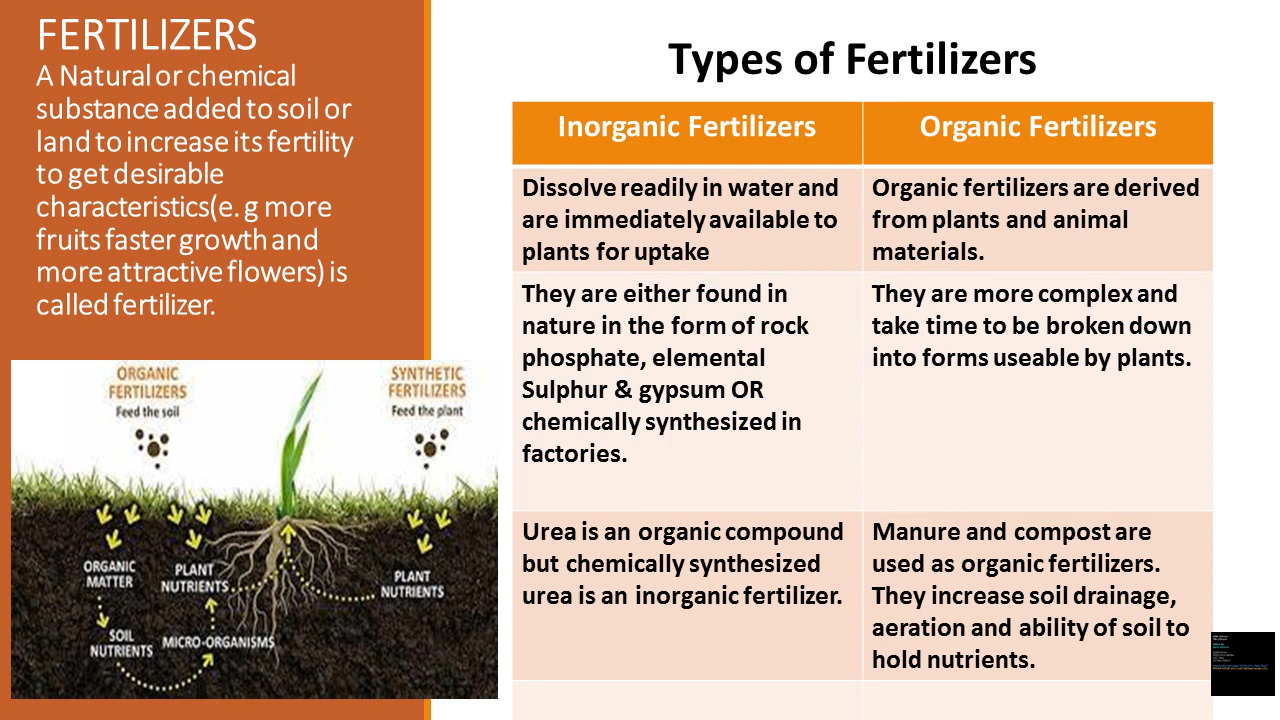 FERTILIZERS
A Natural or chemical
substance added to soil or
land to increase its fertility
to get desirable
characteristics(e. g more
fruits faster growth and
more attractive flowers) is
called fertilizer.
ORGANIC
FERTILIZERS
Feed the soil
SYNTHETIC
FERTILIZERS
Feed the plant
ORGANIC
MATTER
PLANT
NUTRIENTS
PLANT
NUTRIENTS
SOIL
NUTRIENTS
MICRO-ORGANISMS
Types of Fertilizers
Inorganic Fertilizers
Organic Fertilizers
Dissolve readily in water and
are immediately available to
plants for uptake
Organic fertilizers are derived
from plants and animal
materials.
They are either found in
nature in the form of rock
phosphate, elemental
Sulphur & gypsum OR
chemically synthesized in
factories.
They are more complex and
take time to be broken down
into forms useable by plants.
Urea is an organic compound
but chemically synthesized
urea is an inorganic fertilizer.
Manure and compost are
used as organic fertilizers.
They increase soil drainage,
aeration and ability of soil to
hold nutrients.